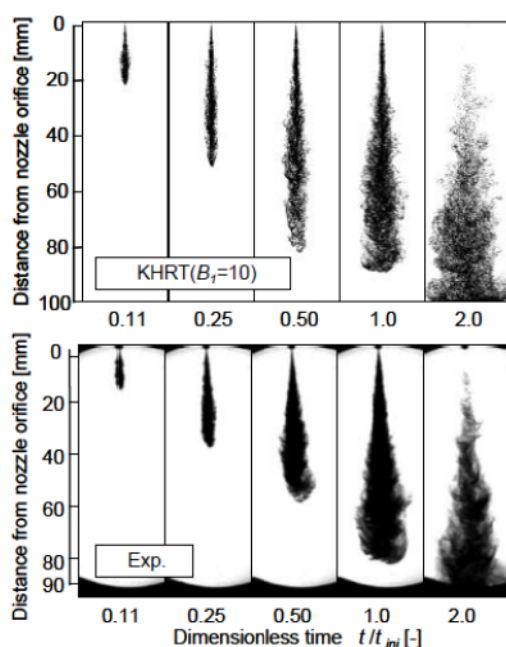 Distance from nozzle orifice [mm]
0
20
40
60
80
100
KHRT(B1=10)
0.11 0.25 0.50 1.0 2.0
Distance from nozzle orifice [mm]
0
20
40
60
80
90
Exp.
0.11 0.25 0.50 1.0 2.0
Dimensionless time t/t inj [-]